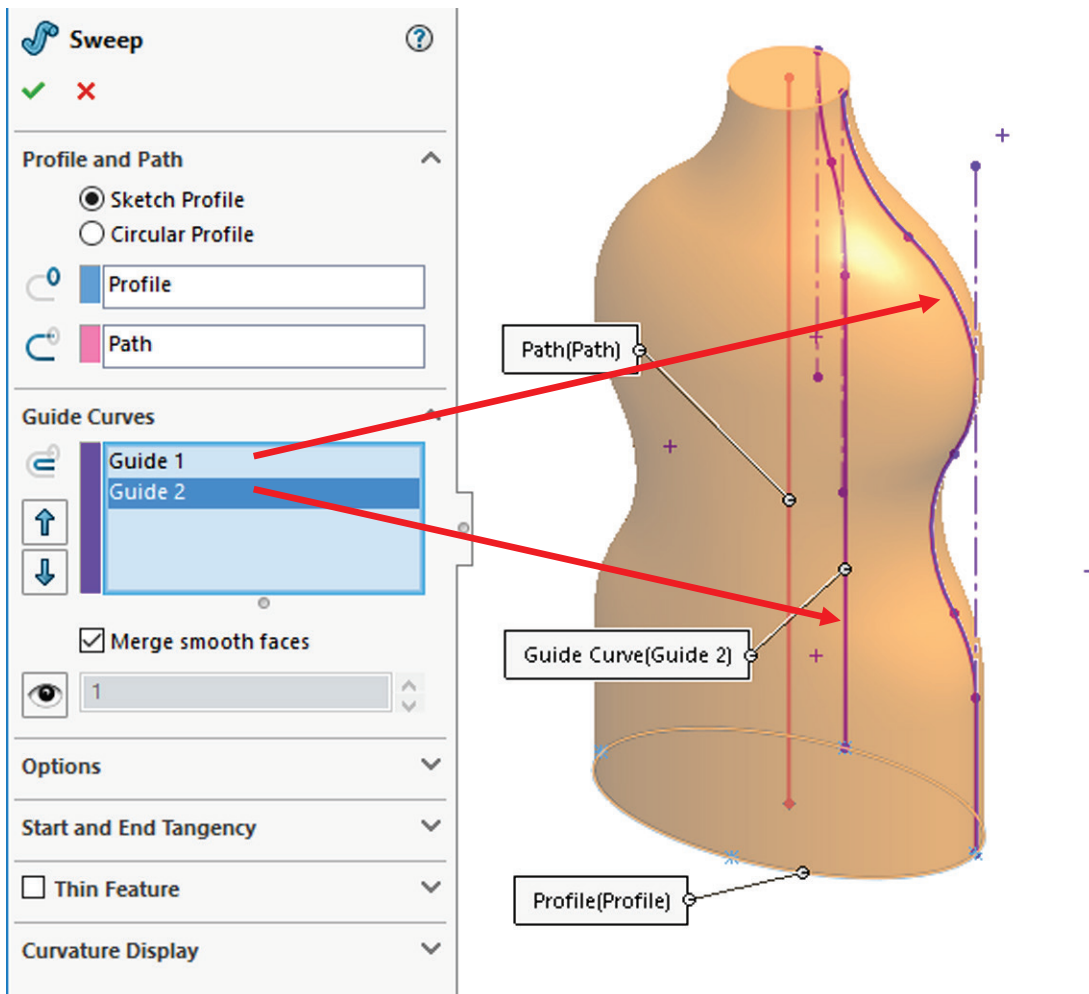 Sweep
Profile and Path
Sketch Profile
Circular Profile
Profile
Path
Guide Curves
Guide 1
Guide 2
Merge smooth faces
1
Options
Start and End Tangency
Thin Feature
Curvature Display
Path(Path)
Guide Curve(Guide 2)
Profile(Profile)